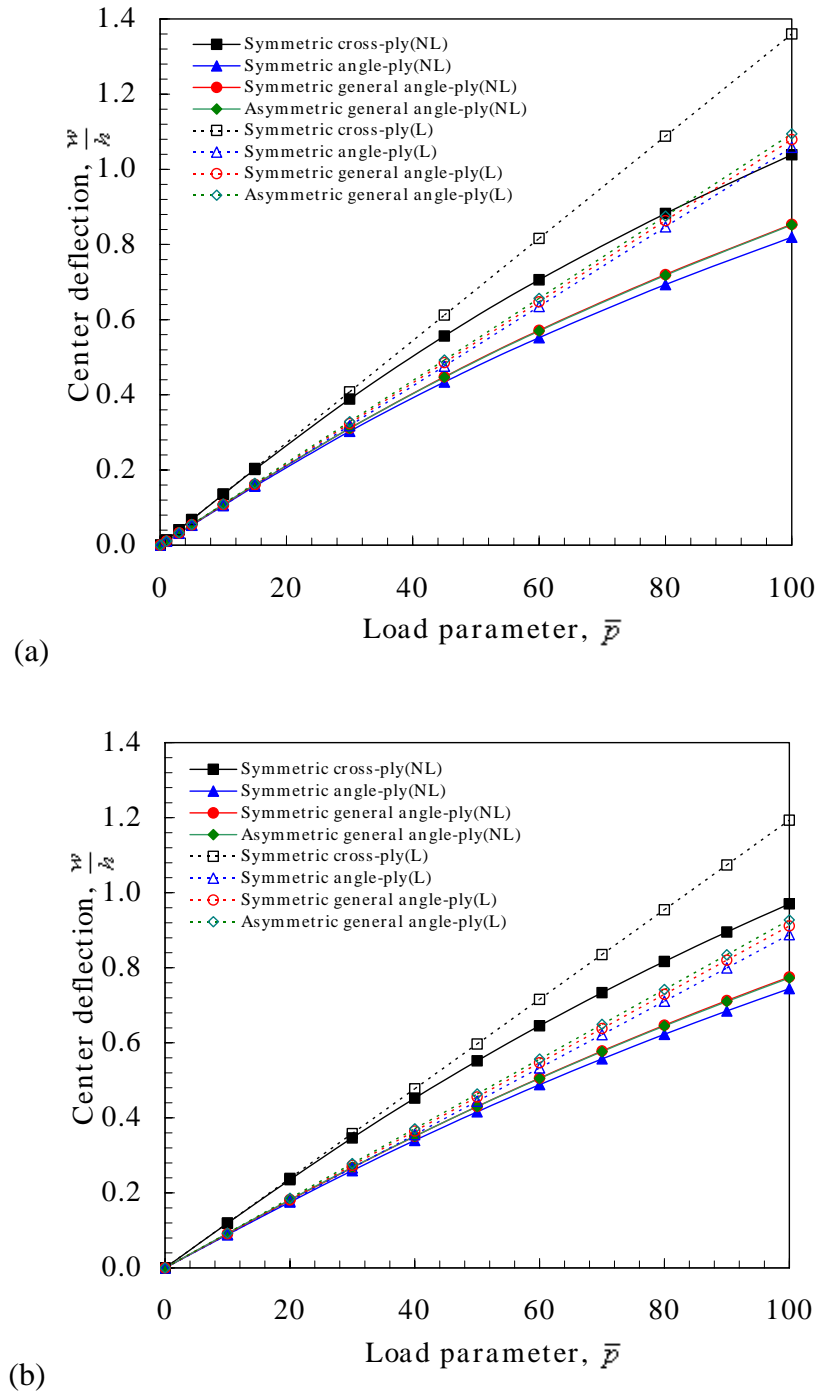 1.4
1.2
1.0
0.8
0.6
0.4
0.2
0.0
Center deflection, w/h
Symmetric cross-ply(NL)
Symmetric angle-ply(NL)
Symmetric general angle-ply(NL)
Asymmetric general angle-ply(NL)
Symmetric cross-ply(L)
Symmetric angle-ply(L)
Symmetric general angle-ply(L)
Asymmetric general angle-ply(L)
0 20 40 60 80 100
Load parameter, p̅
(a)
1.4
1.2
1.0
0.8
0.6
0.4
0.2
0.0
Center deflection, w/h
Symmetric cross-ply(NL)
Symmetric angle-ply(NL)
Symmetric general angle-ply(NL)
Asymmetric general angle-ply(NL)
Symmetric cross-ply(L)
Symmetric angle-ply(L)
Symmetric general angle-ply(L)
Asymmetric general angle-ply(L)
0 20 40 60 80 100
Load parameter, p̅
(b)